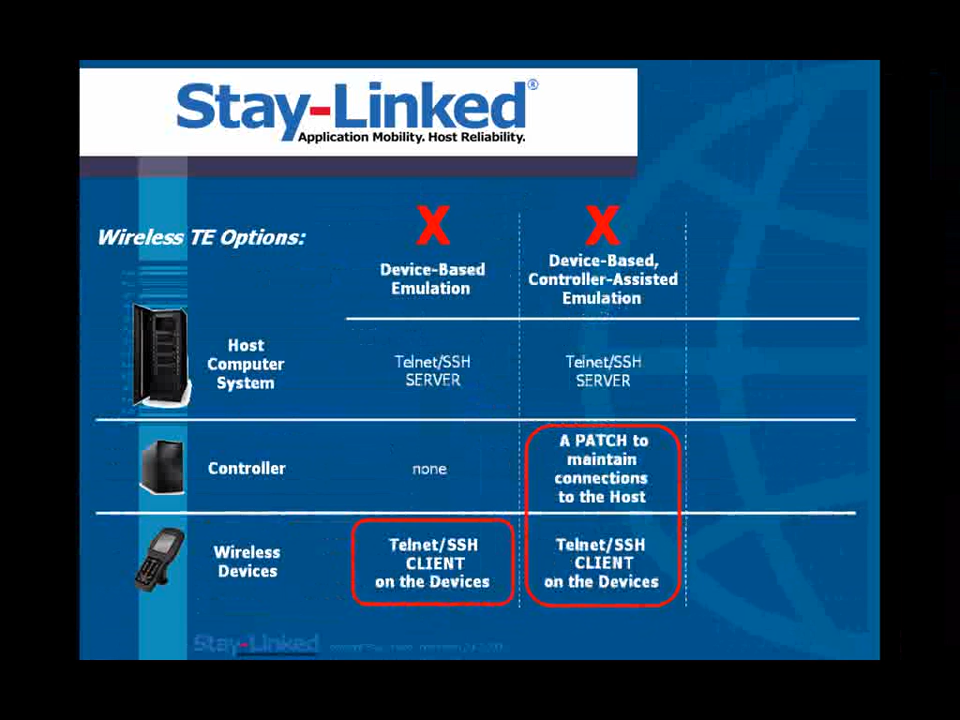 Stay-Linked®
Application Mobility. Host Reliability.
Wireless TE Options:
X
X
Device-Based
Emulation
Device-Based,
Controller-Assisted
Emulation
Host
Computer
System
Telnet/SSH
SERVER
Telnet/SSH
SERVER
Controller
none
A PATCH to
maintain
connections
to the Host
Wireless
Devices
Telnet/SSH
CLIENT
on the Devices
Telnet/SSH
CLIENT
on the Devices
Stay-Linked